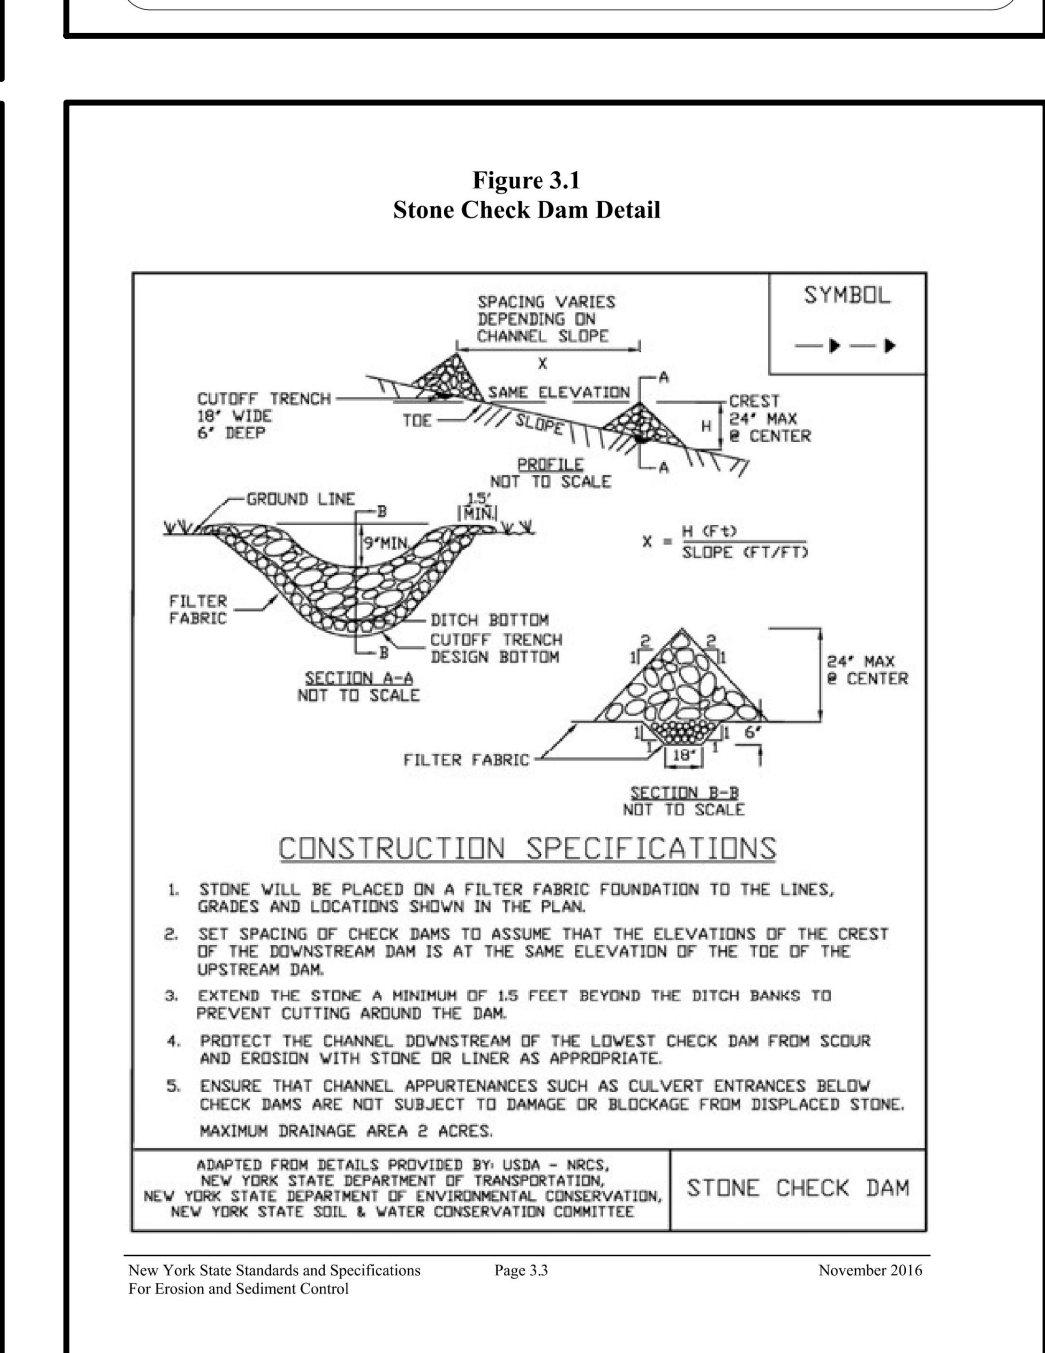 Figure 3.1
Stone Check Dam Detail
SYMBOL
SPACING VARIES
DEPENDING ON
CHANNEL SLOPE
X
A
CUTOFF TRENCH
18" WIDE
6" DEEP
SAME ELEVATION
TOE
SLOPE
H
CREST
24" MAX
@ CENTER
A
PROFILE
NOT TO SCALE
GROUND LINE
1.5'
MIN.
B
9"MIN.
X = H (Ft)
SLOPE (FT/FT)
FILTER
FABRIC
DITCH BOTTOM
CUTOFF TRENCH
DESIGN BOTTOM
B
SECTION A-A
NOT TO SCALE
2
2
1
1
24" MAX
@ CENTER
1
1
6"
1
1
18"
FILTER FABRIC
SECTION B-B
NOT TO SCALE
CONSTRUCTION SPECIFICATIONS
1. STONE WILL BE PLACED ON A FILTER FABRIC FOUNDATION TO THE LINES,
GRADES AND LOCATIONS SHOWN IN THE PLAN.
2. SET SPACING OF CHECK DAMS TO ASSUME THAT THE ELEVATIONS OF THE CREST
OF THE DOWNSTREAM DAM IS AT THE SAME ELEVATION OF THE TOE OF THE
UPSTREAM DAM.
3. EXTEND THE STONE A MINIMUM OF 1.5 FEET BEYOND THE DITCH BANKS TO
PREVENT CUTTING AROUND THE DAM.
4. PROTECT THE CHANNEL DOWNSTREAM OF THE LOWEST CHECK DAM FROM SCOUR
AND EROSION WITH STONE OR LINER AS APPROPRIATE.
5. ENSURE THAT CHANNEL APPURTENANCES SUCH AS CULVERT ENTRANCES BELOW
CHECK DAMS ARE NOT SUBJECT TO DAMAGE OR BLOCKAGE FROM DISPLACED STONE.
MAXIMUM DRAINAGE AREA 2 ACRES.
ADAPTED FROM DETAILS PROVIDED BY: USDA - NRCS,
NEW YORK STATE DEPARTMENT OF TRANSPORTATION,
NEW YORK STATE DEPARTMENT OF ENVIRONMENTAL CONSERVATION,
NEW YORK STATE SOIL & WATER CONSERVATION COMMITTEE
STONE CHECK DAM
New York State Standards and Specifications
For Erosion and Sediment Control
Page 3.3
November 2016